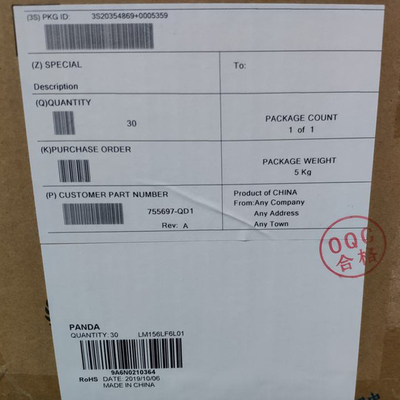 (3S) PKG ID: 3S20354869+0005359
(Z) SPECIAL
To:
Description
(Q)QUANTITY
30
PACKAGE COUNT
1 of 1
(K)PURCHASE ORDER
PACKAGE WEIGHT
5 Kg
(P) CUSTOMER PART NUMBER
755697-QD1
Rev: A
Product of CHINA
From:Any Company
Any Address
Any Town
OQC
合格
PANDA
QUANTITY: 30 LM156LF6L01
9A6N0210364
RoHS DATE: 2019/10/06
MADE IN CHINA